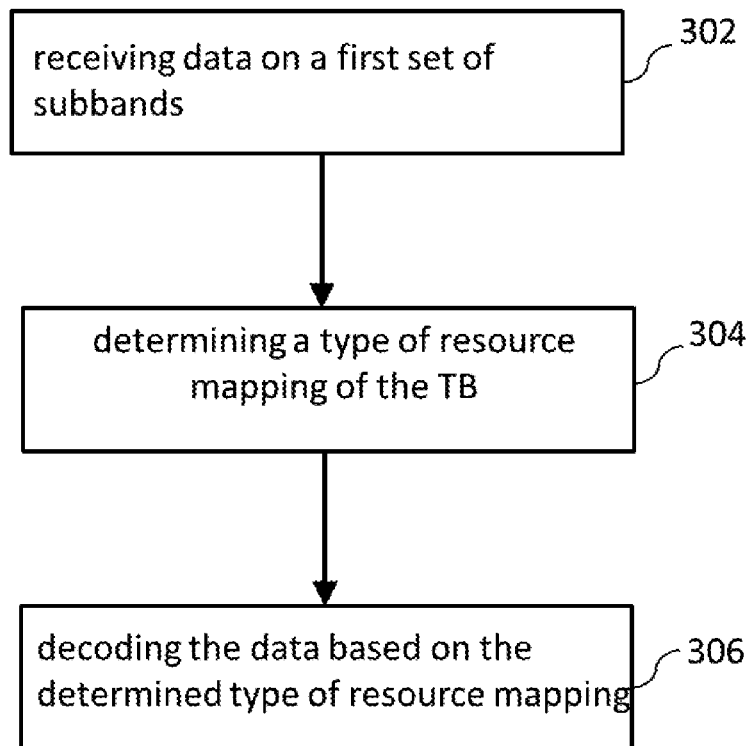 302
receiving data on a first set of
subbands
304
determining a type of resource
mapping of the TB
decoding the data based on the
306
determined type of resource mapping